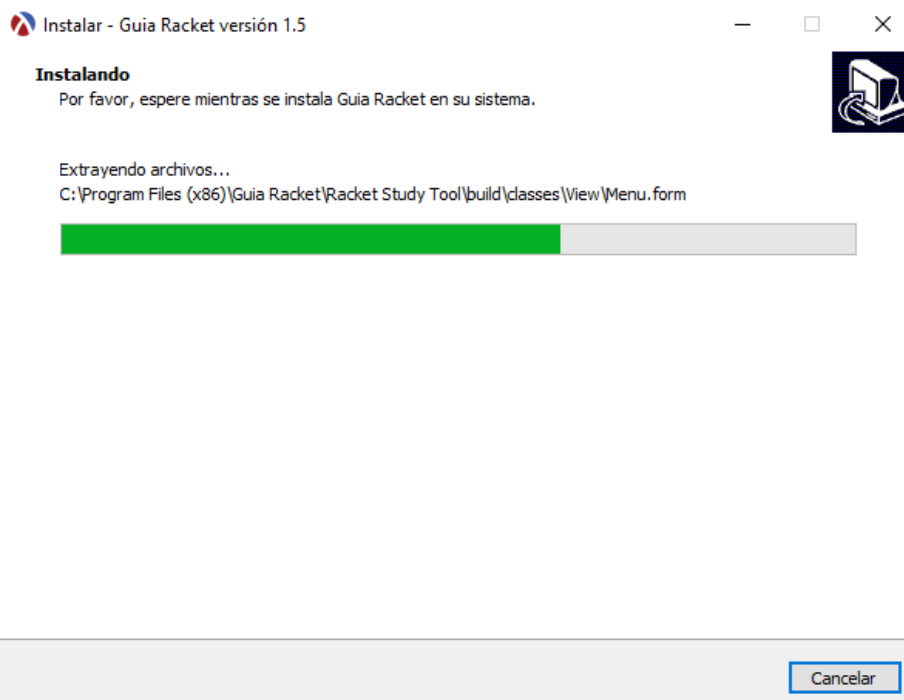 Instalar - Guia Racket versión 1.5
Instalando
Por favor, espere mientras se instala Guia Racket en su sistema.
Extrayendo archivos...
C:\Program Files (x86)\Guia Racket\Racket Study Tool\build\classes\View\Menu.form
Cancelar